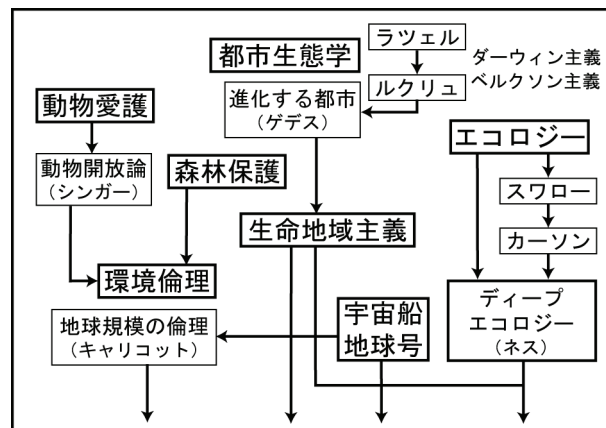 ラツェル
都市生態学
ダーウィン主義
ベルクソン主義
ルクリュ
進化する都市
(ゲデス)
動物愛護
エコロジー
動物開放論
(シンガー)
森林保護
スワロー
生命地域主義
カーソン
環境倫理
ディープ
エコロジー
(ネス)
宇宙船
地球号
地球規模の倫理
(キャリコット)